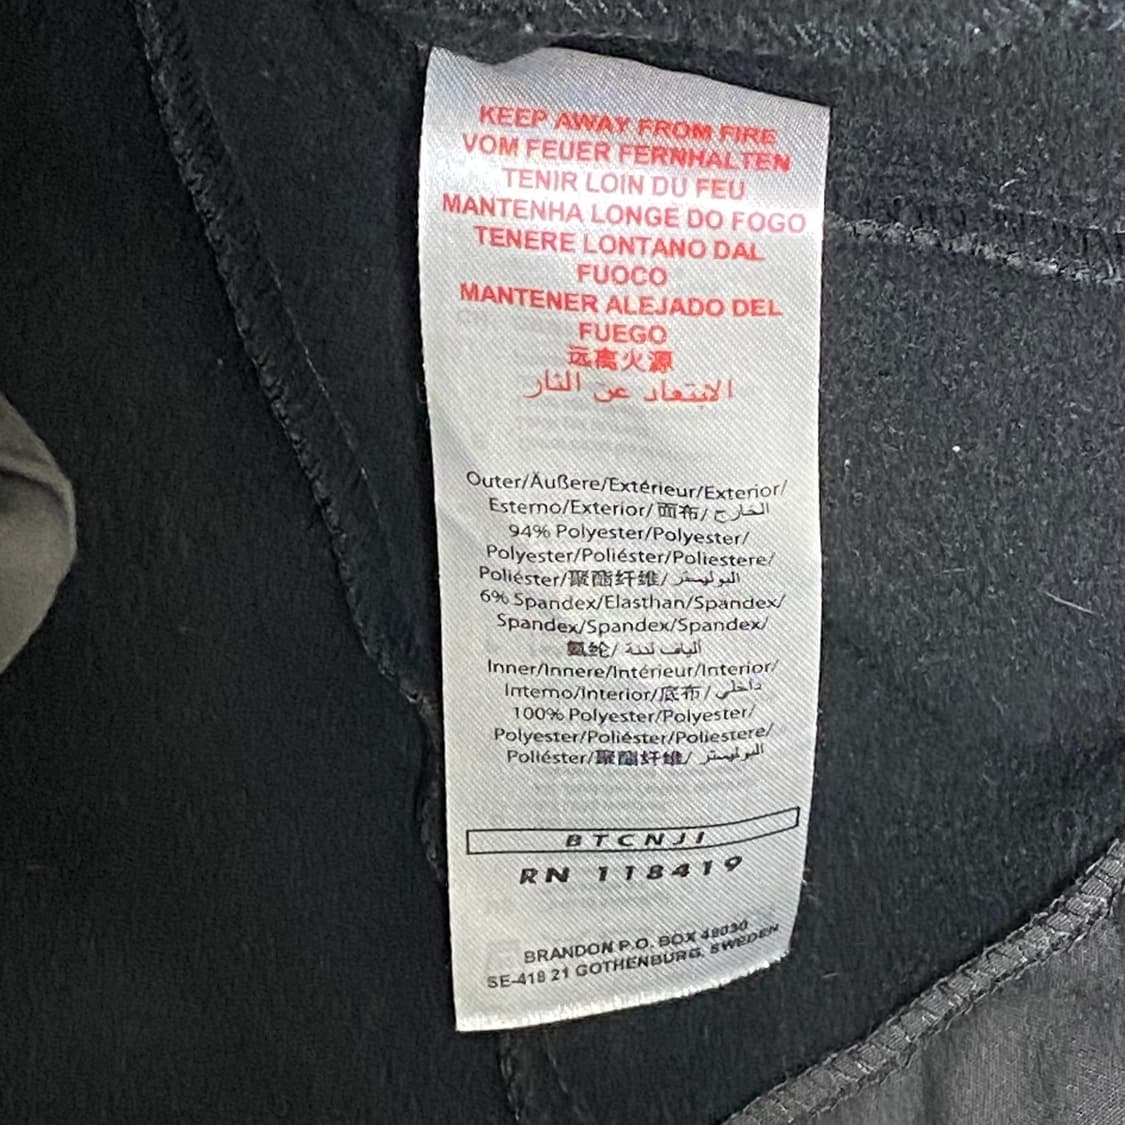 KEEP AWAY FROM FIRE
VOM FEUER FERNHALTEN
TENIR LOIN DU FEU
MANTENHA LONGE DO FOGO
TENERE LONTANO DAL
FUOCO
MANTENER ALEJADO DEL
FUEGO
远离火源
الابتعاد عن النار
Outer/Äußere/Extérieur/Exterior/
Esterno/Exterior/面布/الخارج
94% Polyester/Polyester/
Polyester/Poliéster/Poliestere/
Poliéster/聚酯纤维/البوليستر
6% Spandex/Elasthan/Spandex/
Spandex/Spandex/Spandex/
氨纶/ألياف لدنة
Inner/Innere/Intérieur/Interior/
Interno/Interior/底布/داخلي
100% Polyester/Polyester/
Polyester/Poliéster/Poliestere/
Poliéster/聚酯纤维/البوليستر
BTCNJI
RN 118419
BRANDON P.O. BOX 48030
SE-418 21 GOTHENBURG, SWEDEN